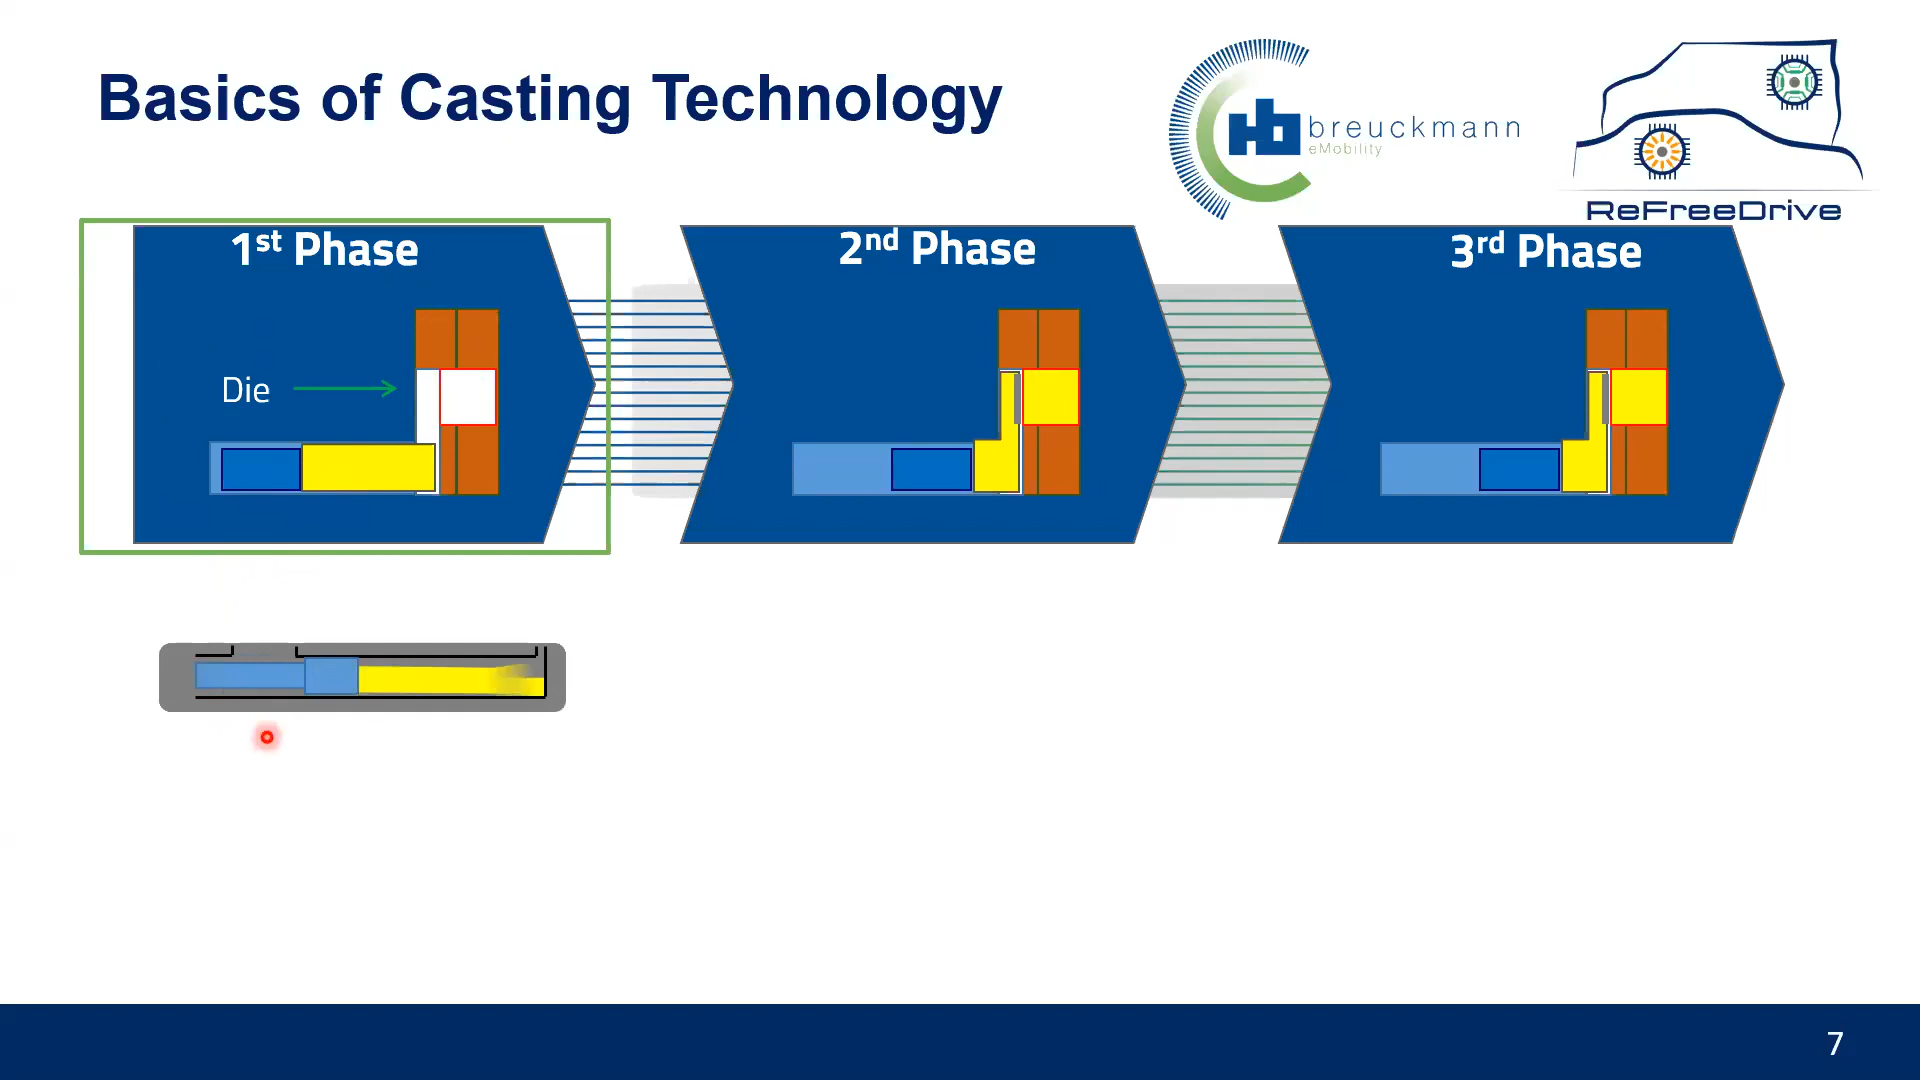 Basics of Casting Technology
breuckmann
eMobility
ReFreeDrive
1st Phase
2nd Phase
3rd Phase
Die
7